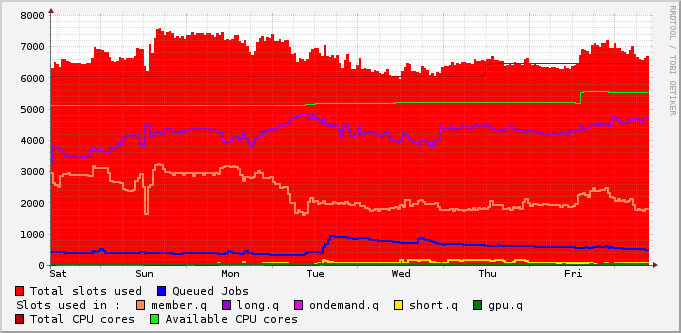 RRDTOOL / TOBI OETIKER
8000
7000
6000
5000
4000
3000
2000
1000
0
Sat Sun Mon Tue Wed Thu Fri
Total slots used Queued Jobs
Slots used in : member.q long.q ondemand.q short.q gpu.q
Total CPU cores Available CPU cores